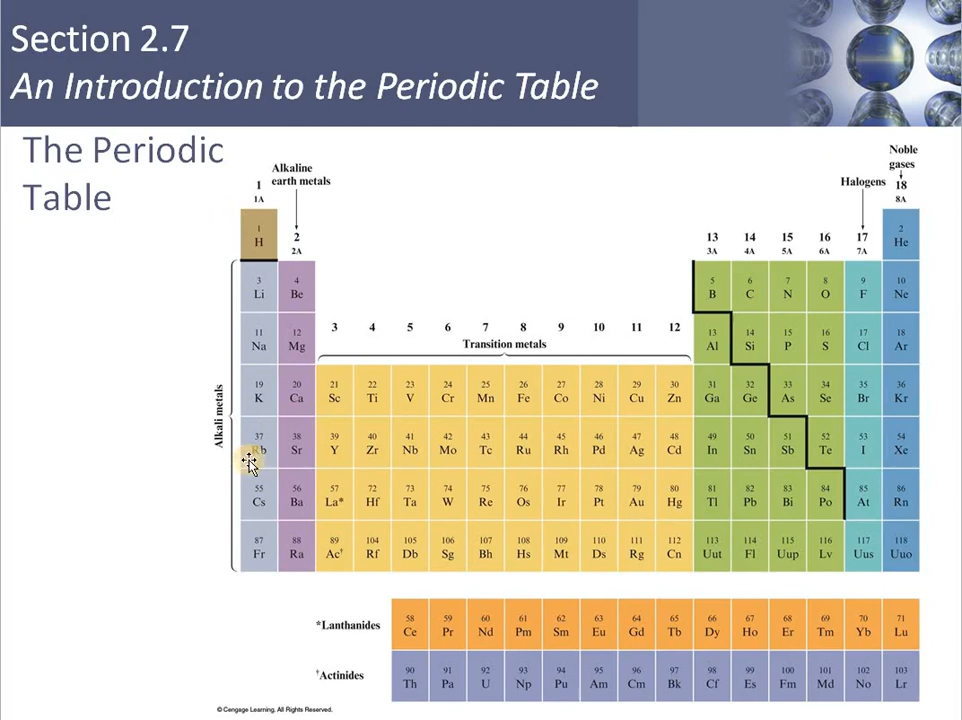 Section 2.7
An Introduction to the Periodic Table
The Periodic
Table
Noble
gases
Alkaline
earth metals
1
1A
Halogens
18
8A
2
2A
13
3A
14
4A
15
5A
16
6A
17
7A
1
H
2
He
3
Li
4
Be
5
B
6
C
7
N
8
O
9
F
10
Ne
11
Na
12
Mg
3 4 5 6 7 8 9 10 11 12
Transition metals
13
Al
14
Si
15
P
16
S
17
Cl
18
Ar
Alkali metals
19 20 21 22 23 24 25 26 27 28 29 30 31 32 33 34 35 36
K Ca Sc Ti V Cr Mn Fe Co Ni Cu Zn Ga Ge As Se Br Kr
37 38 39 40 41 42 43 44 45 46 47 48 49 50 51 52 53 54
Rb Sr Y Zr Nb Mo Tc Ru Rh Pd Ag Cd In Sn Sb Te I Xe
55 56 57 72 73 74 75 76 77 78 79 80 81 82 83 84 85 86
Cs Ba La* Hf Ta W Re Os Ir Pt Au Hg Tl Pb Bi Po At Rn
87 88 89 104 105 106 107 108 109 110 111 112 113 114 115 116 117 118
Fr Ra Ac† Rf Db Sg Bh Hs Mt Ds Rg Cn Uut Fl Uup Lv Uus Uuo
*Lanthanides
58 59 60 61 62 63 64 65 66 67 68 69 70 71
Ce Pr Nd Pm Sm Eu Gd Tb Dy Ho Er Tm Yb Lu
†Actinides
90 91 92 93 94 95 96 97 98 99 100 101 102 103
Th Pa U Np Pu Am Cm Bk Cf Es Fm Md No Lr
© Cengage Learning. All Rights Reserved.